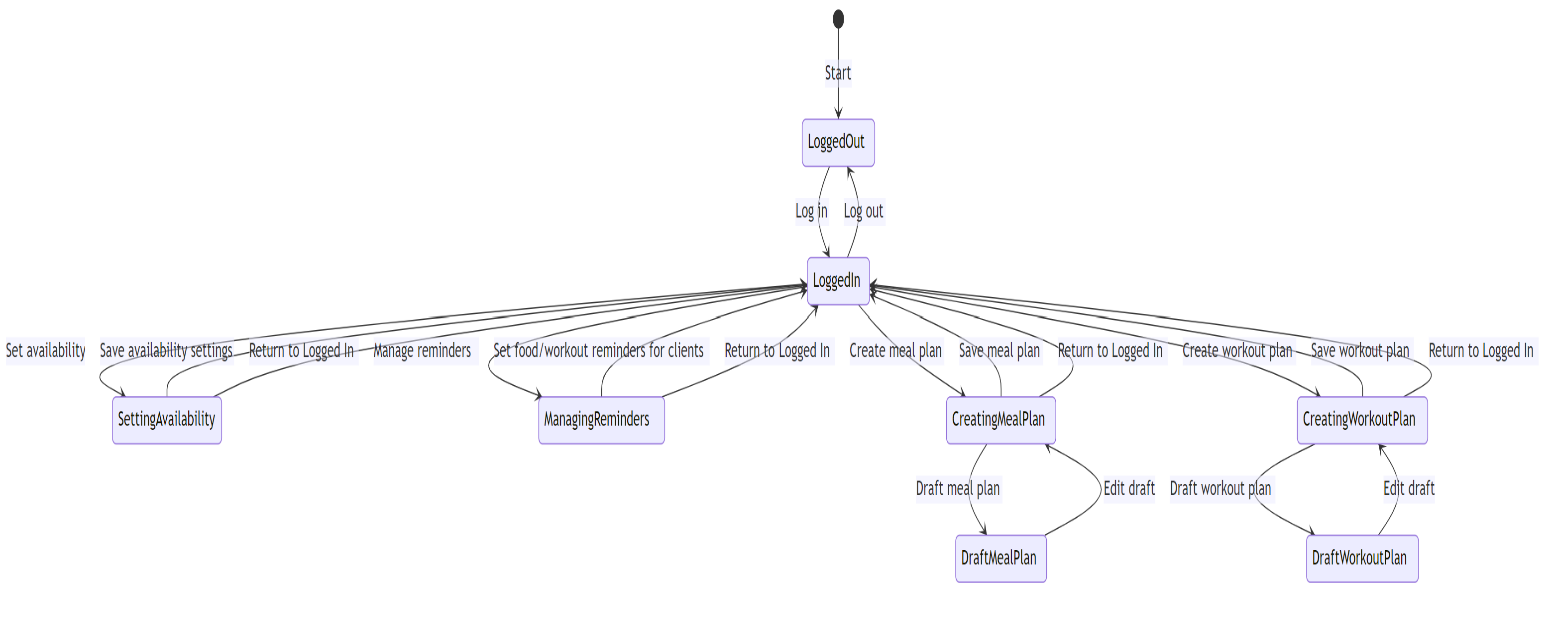 Start
LoggedOut
Log in
Log out
LoggedIn
Set availability
Save availability settings
Return to Logged In
Manage reminders
Set food/workout reminders for clients
Return to Logged In
Create meal plan
Save meal plan
Return to Logged In
Create workout plan
Save workout plan
Return to Logged In
SettingAvailability
ManagingReminders
CreatingMealPlan
CreatingWorkoutPlan
Draft meal plan
Edit draft
Draft workout plan
Edit draft
DraftMealPlan
DraftWorkoutPlan